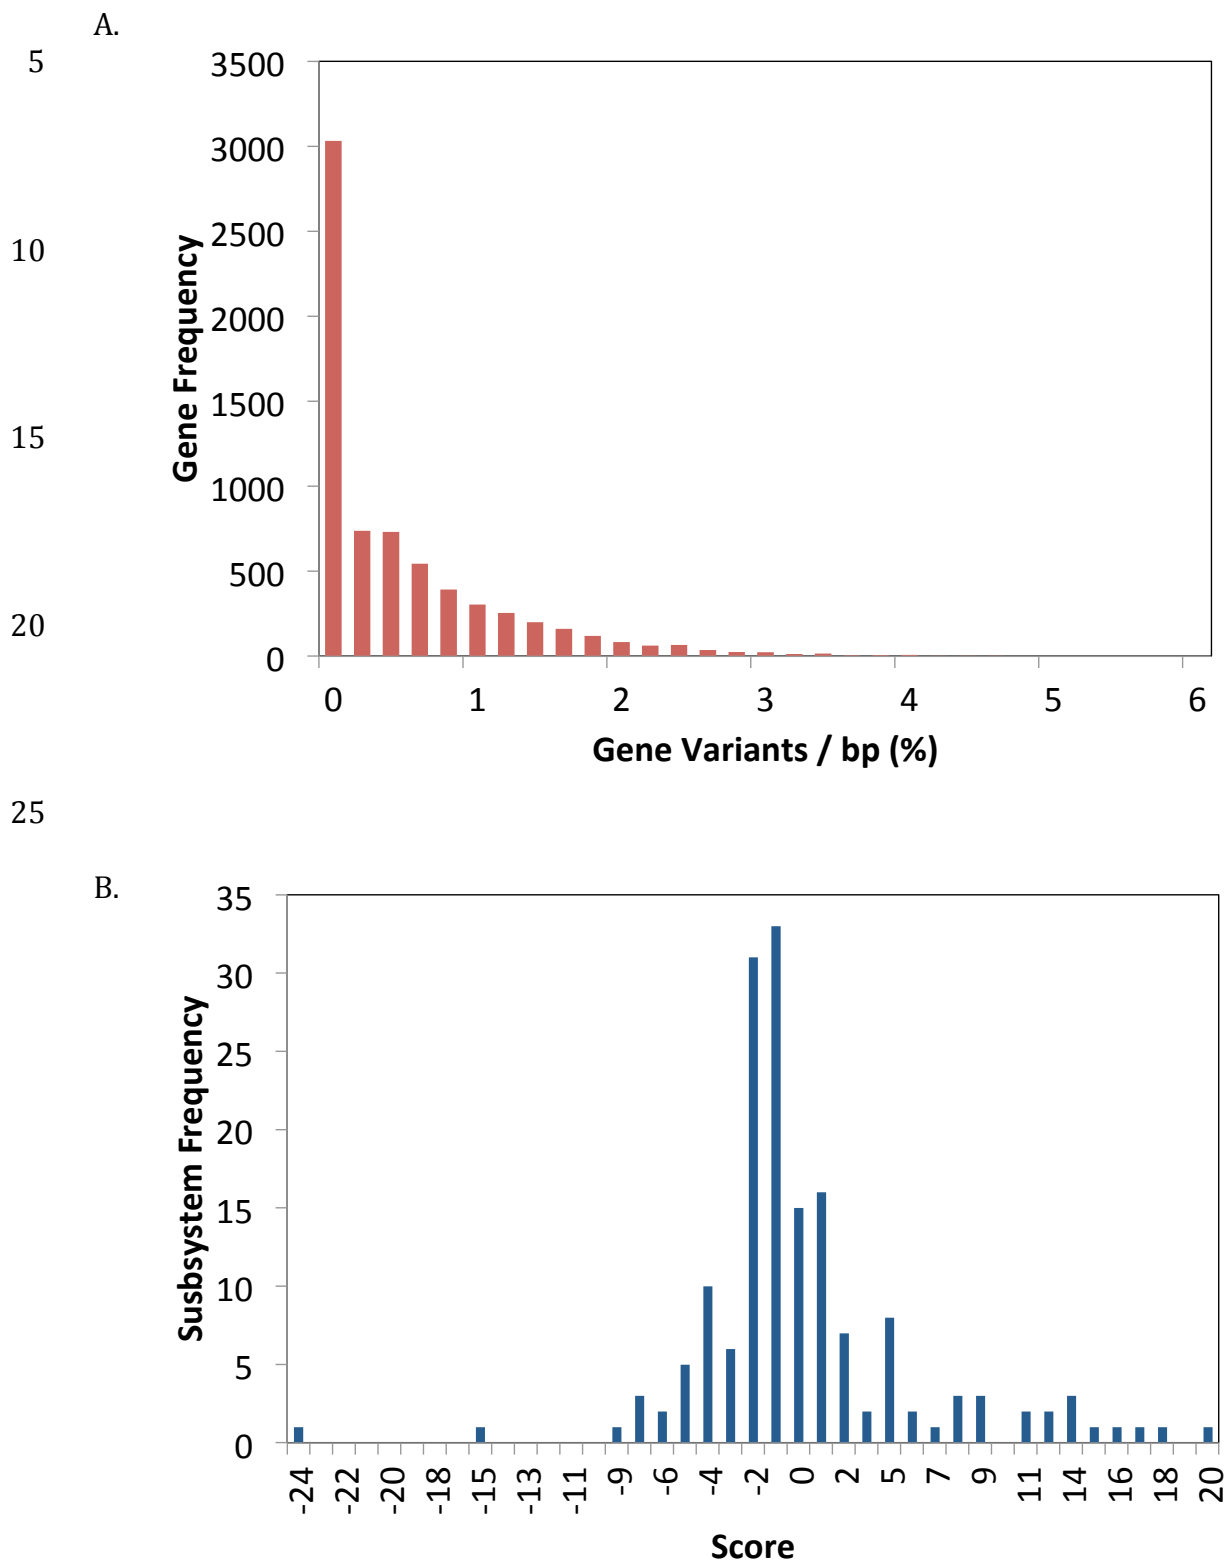 A.
5
10
15
20
25
3500
3000
2500
2000
1500
1000
500
0
Gene Frequency
0 1 2 3 4 5 6
Gene Variants / bp (%)
B.
35
30
25
20
15
10
5
0
Susbsystem Frequency
-24 -22 -20 -18 -15 -13 -11 -9 -6 -4 -2 0 2 5 7 9 11 14 16 18 20
Score